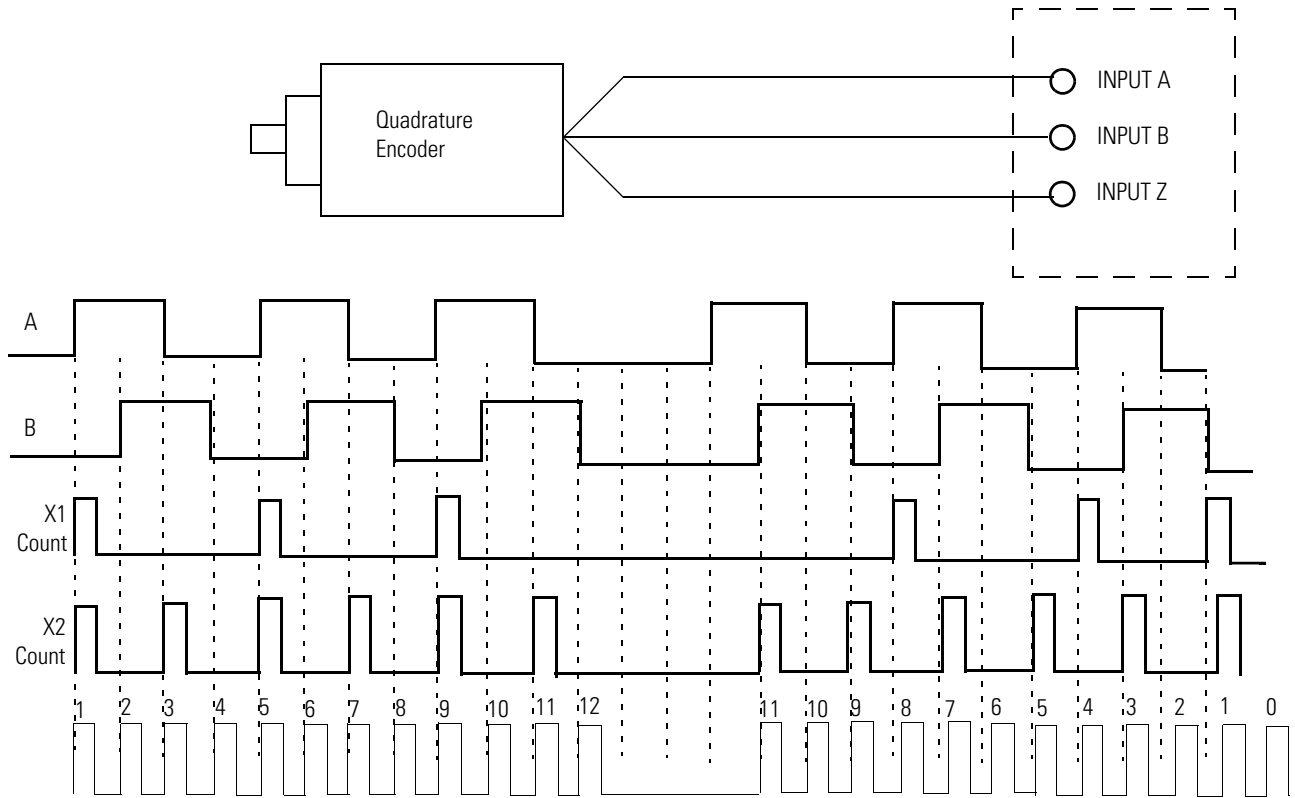 Quadrature
Encoder
INPUT A
INPUT B
INPUT Z
A
B
X1
Count
X2
Count
1 2 3 4 5 6 7 8 9 10 11 12 11 10 9 8 7 6 5 4 3 2 1 0